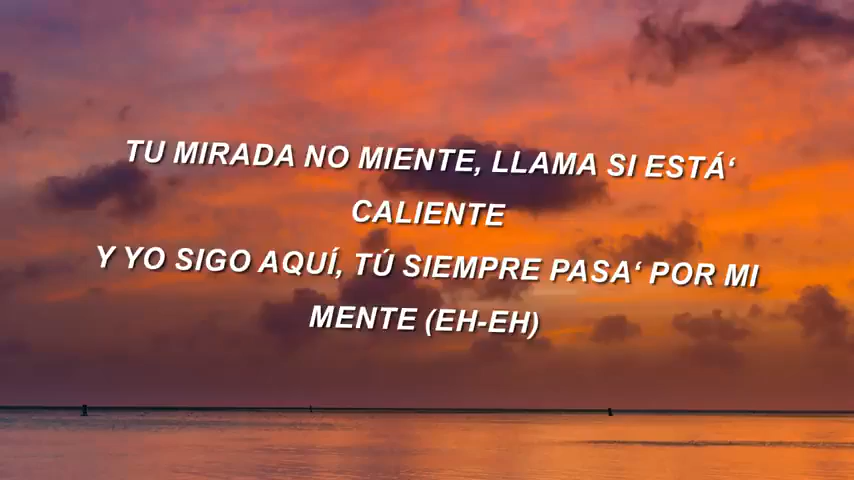 TU MIRADA NO MIENTE, LLAMA SI ESTÁ‘
CALIENTE
Y YO SIGO AQUÍ, TÚ SIEMPRE PASA‘ POR MI
MENTE (EH-EH)